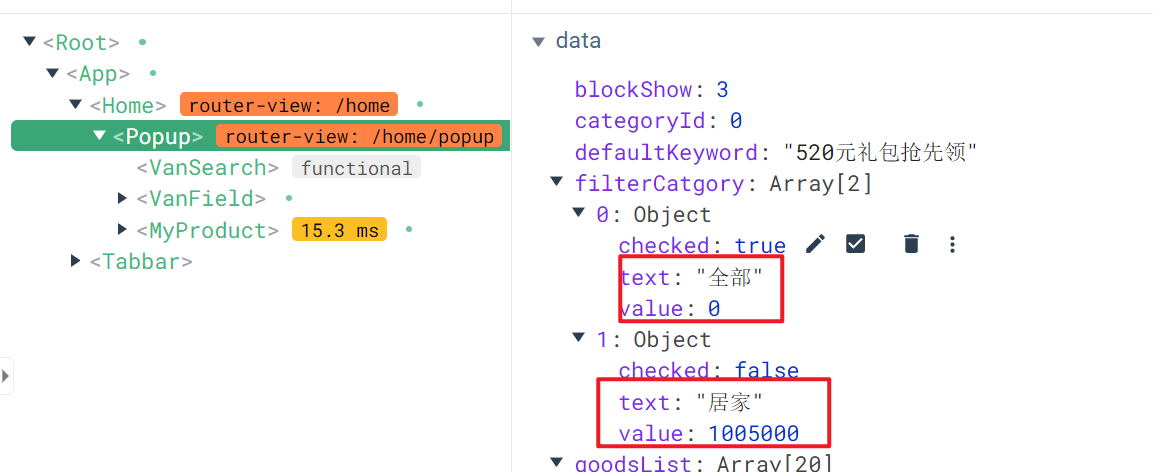 <Root>
<App>
<Home> router-view: /home
<Popup> router-view: /home/popup
<VanSearch> functional
<VanField>
<MyProduct> 15.3 ms
<Tabbar>
data
blockShow: 3
categoryId: 0
defaultKeyword: "520元礼包抢先领"
filterCatgory: Array[2]
0: Object
checked: true
text: "全部"
value: 0
1: Object
checked: false
text: "居家"
value: 1005000
goodsList: Array[20]